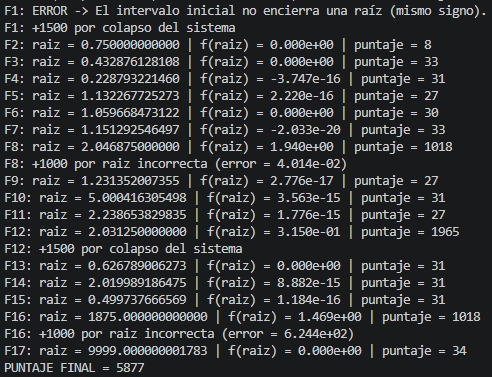 F1: ERROR -> El intervalo inicial no encierra una raíz (mismo signo).
F1: +1500 por colapso del sistema
F2: raiz = 0.750000000000 | f(raiz) = 0.000e+00 | puntaje = 8
F3: raiz = 0.432876128108 | f(raiz) = 0.000e+00 | puntaje = 33
F4: raiz = 0.228793221460 | f(raiz) = -3.747e-16 | puntaje = 31
F5: raiz = 1.132267725273 | f(raiz) = 2.220e-16 | puntaje = 27
F6: raiz = 1.059668473122 | f(raiz) = 0.000e+00 | puntaje = 30
F7: raiz = 1.151292546497 | f(raiz) = -2.033e-20 | puntaje = 33
F8: raiz = 2.046875000000 | f(raiz) = 1.940e+00 | puntaje = 1018
F8: +1000 por raiz incorrecta (error = 4.014e-02)
F9: raiz = 1.231352007355 | f(raiz) = 2.776e-17 | puntaje = 27
F10: raiz = 5.000416305498 | f(raiz) = 3.563e-15 | puntaje = 31
F11: raiz = 2.238653829835 | f(raiz) = 1.776e-15 | puntaje = 27
F12: raiz = 2.031250000000 | f(raiz) = 3.150e-01 | puntaje = 1965
F12: +1500 por colapso del sistema
F13: raiz = 0.626789006273 | f(raiz) = 0.000e+00 | puntaje = 31
F14: raiz = 2.019989186475 | f(raiz) = 8.882e-15 | puntaje = 31
F15: raiz = 0.499737666569 | f(raiz) = 1.184e-16 | puntaje = 31
F16: raiz = 1875.000000000000 | f(raiz) = 1.469e+00 | puntaje = 1018
F16: +1000 por raiz incorrecta (error = 6.244e+02)
F17: raiz = 9999.000000001783 | f(raiz) = 0.000e+00 | puntaje = 34
PUNTAJE FINAL = 5877